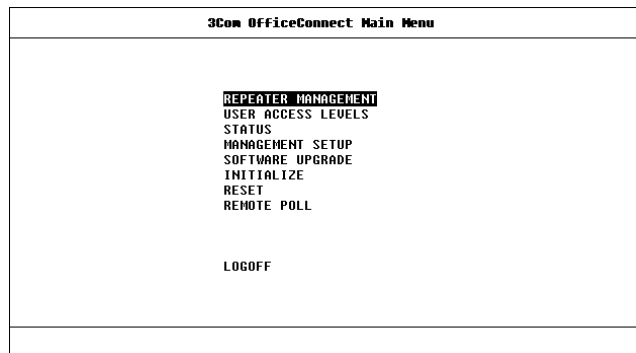 3Com OfficeConnect Main Menu
REPEATER MANAGEMENT
USER ACCESS LEVELS
STATUS
MANAGEMENT SETUP
SOFTWARE UPGRADE
INITIALIZE
RESET
REMOTE POLL
LOGOFF